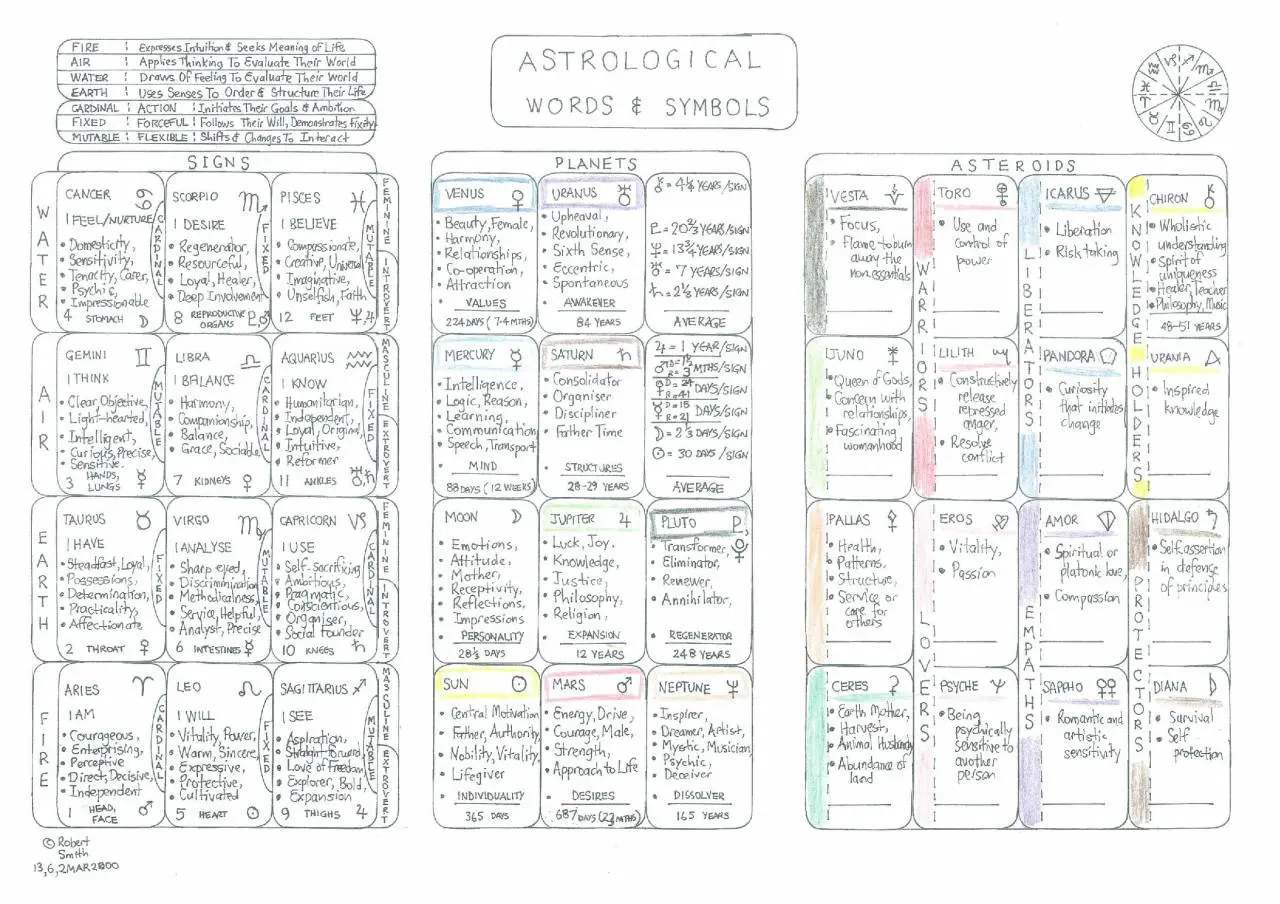 FIRE | Expresses Intuition & Seeks Meaning of Life
AIR | Applies Thinking To Evaluate Their World
WATER | Draws Of Feeling To Evaluate Their World
EARTH | Uses Senses To Order & Structure Their Life
CARDINAL | ACTION | Initiates Their Goals & Ambition
FIXED | FORCEFUL | Follows Their Will, Demonstrates Fixity
MUTABLE | FLEXIBLE | Shifts & Changes To Interact
ASTROLOGICAL
WORDS & SYMBOLS
SIGNS
WATER
CANCER ♋
I FEEL/NURTURE
• Domesticity,
• Sensitivity,
• Tenacity, Carer,
• Psychic,
• Impressionable
4 STOMACH ☽
CARDINAL
SCORPIO ♏
I DESIRE
• Regenerator,
• Resourceful,
• Loyal, Healer,
• Deep Involvement
8 REPRODUCTIVE ORGANS ♇,♂
FIXED
PISCES ♓
I BELIEVE
• Compassionate,
• Creative, Universal
• Imaginative,
• Unselfish, Faith
12 FEET ♆,♃
MUTABLE
FEMININE
INTROVERT
AIR
GEMINI ♊
I THINK
• Clear, Objective,
• Light-hearted,
• Intelligent,
• Curious, Precise,
• Sensitive.
3 HANDS, LUNGS ☿
MUTABLE
LIBRA ♎
I BALANCE
• Harmony,
• Companionship,
• Balance,
• Grace, Sociable
7 KIDNEYS ♀
CARDINAL
AQUARIUS ♒
I KNOW
• Humanitarian,
• Independent,
• Loyal, Original,
• Intuitive,
• Reformer
11 ANKLES ♅,♄
FIXED
MASCULINE
EXTROVERT
EARTH
TAURUS ♉
I HAVE
• Steadfast, Loyal,
• Possessions,
• Determination,
• Practicality,
• Affectionate
2 THROAT ♀
FIXED
VIRGO ♍
I ANALYSE
• Sharp eyed,
• Discrimination
• Methodicalness,
• Service, Helpful,
• Analyst, Precise
6 INTESTINES ☿
MUTABLE
CAPRICORN ♑
I USE
• Self-Sacrificing
• Ambitious,
• Pragmatic,
• Conscientious,
• Organiser,
• Social founder
10 KNEES ♄
CARDINAL
FEMININE
INTROVERT
FIRE
ARIES ♈
I AM
• Courageous,
• Enterprising,
• Perceptive
• Direct, Decisive,
• Independent
1 HEAD, FACE ♂
CARDINAL
LEO ♌
I WILL
• Vitality, Power,
• Warm, Sincere,
• Expressive,
• Protective,
• Cultivated
5 HEART ☉
FIXED
SAGITTARIUS ♐
I SEE
• Aspiration,
• Straight forward,
• Love of Freedom
• Explorer, Bold,
• Expansion
9 THIGHS ♃
MUTABLE
MASCULINE
EXTROVERT
PLANETS
VENUS ♀
• Beauty, Female,
• Harmony,
• Relationships,
• Co-operation,
• Attraction
VALUES
224 DAYS (7.4 MTHS)
URANUS ♅
• Upheaval,
• Revolutionary,
• Sixth Sense,
• Eccentric,
• Spontaneous
AWAKENER
84 YEARS
⚷ = 4¼ YEARS/SIGN
♇ = 20⅔ YEARS/SIGN
♆ = 13¾ YEARS/SIGN
♅ = 7 YEARS/SIGN
♄ = 2⅓ YEARS/SIGN
AVERAGE
MERCURY ☿
• Intelligence,
• Logic, Reason,
• Learning,
• Communication
• Speech, Transport
MIND
88 DAYS (12 WEEKS)
SATURN ♄
• Consolidator
• Organiser
• Discipliner
• Father Time
STRUCTURES
28-29 YEARS
♃ = 1 YEAR/SIGN
MTHS/SIGN
DAYS/SIGN
DAYS/SIGN
☽ = 2⅓ DAYS/SIGN
☉ = 30 DAYS/SIGN
AVERAGE
MOON ☽
• Emotions,
• Attitude,
• Mother,
• Receptivity,
• Reflections,
• Impressions
PERSONALITY
28⅓ DAYS
JUPITER ♃
• Luck, Joy.
• Knowledge,
• Justice,
• Philosophy,
• Religion,
•
EXPANSION
12 YEARS
PLUTO ♇,
• Transformer,
• Eliminator,
• Renewer,
• Annihilator,
•
REGENERATOR
248 YEARS
SUN ☉
• Central Motivation
• Father, Authority,
• Nobility, Vitality,
• Lifegiver
INDIVIDUALITY
365 DAYS
MARS ♂
• Energy, Drive,
• Courage, Male,
• Strength,
• Approach to Life
DESIRES
687 DAYS (23 MTHS)
NEPTUNE ♆
• Inspirer,
• Dreamer, Artist,
• Mystic, Musician,
• Psychic,
• Deceiver
DISSOLVER
165 YEARS
ASTEROIDS
VESTA
• Focus,
• Flame to burn
away the
non essentials
TORO
• Use and
control of
power
ICARUS
• Liberation
• Risk taking
CHIRON ⚷
• Wholistic
understanding
• Spirit of
uniqueness
• Healer, Teacher
• Philosophy, Music
48-51 YEARS
JUNO
• Queen of Gods,
• Concern with
relationships,
• Fascinating
womanhood
LILITH
• Constructively
release
repressed
anger,
• Resolve
conflict
PANDORA
• Curiosity
that initiates
change
URANIA
• Inspired
knowledge
WARRIORS
LIBERATORS
KNOWLEDGE HOLDERS
PALLAS
• Health,
• Patterns,
• Structure,
• Service or
care for
others
EROS
• Vitality,
• Passion
AMOR
• Spiritual or
platonic love,
• Compassion
HIDALGO
• Self assertion
in defence
of principles
CERES
• Earth Mother,
• Harvest,
• Animal Husbandry
• Abundance of
land
PSYCHE
• Being
psychically
sensitive to
another
person
SAPPHO
• Romantic and
artistic
sensitivity
DIANA
• Survival
• Self
protection
LOVERS
EMPATHS
PROTECTORS
© Robert
Smith
13,6,2MAR2000